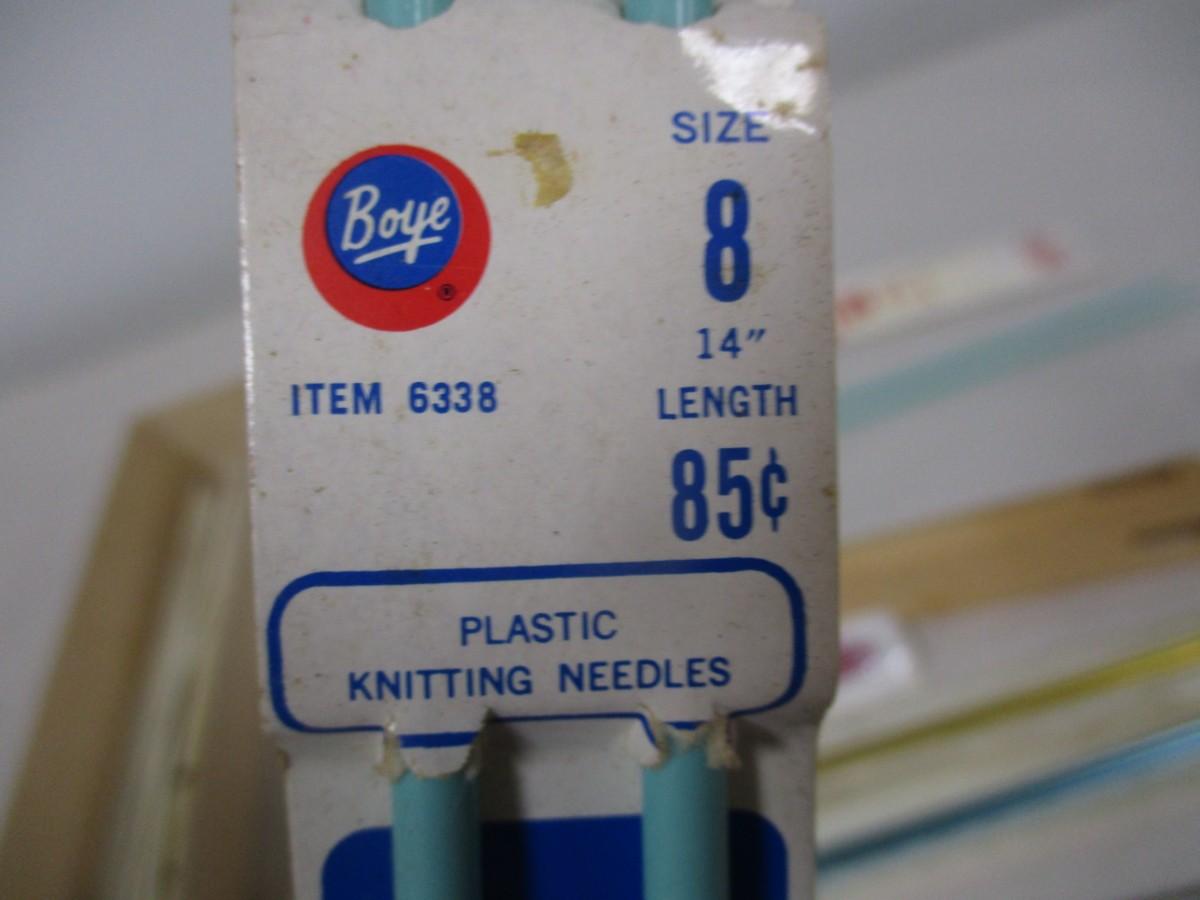 Boye
®
ITEM 6338
SIZE
8
14"
LENGTH
85¢
PLASTIC
KNITTING NEEDLES